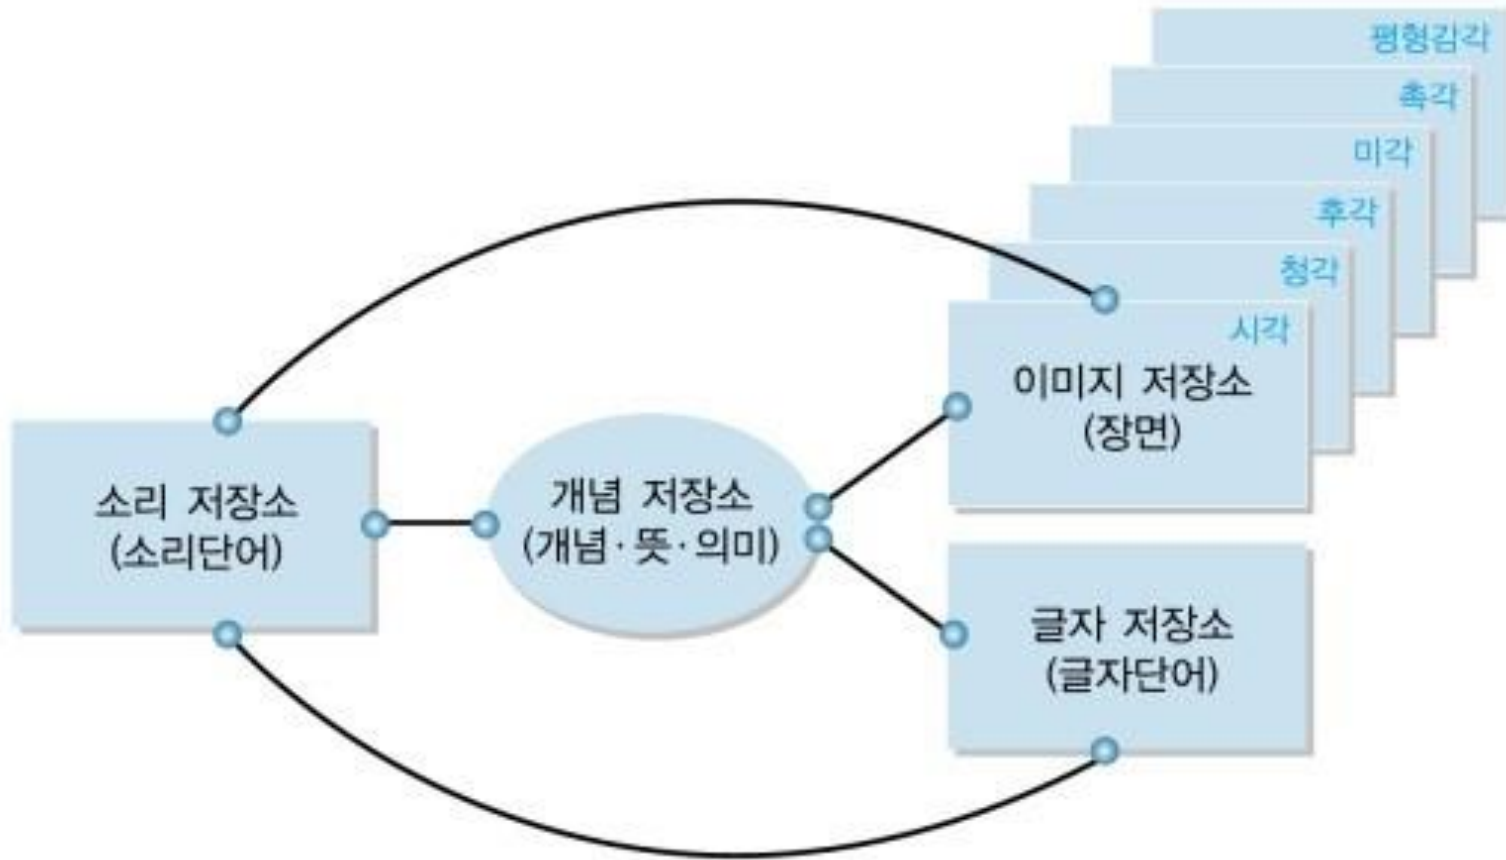 평형감각
촉각
미각
후각
청각
시각
이미지 저장소
(장면)
소리 저장소
(소리단어)
개념 저장소
(개념·뜻·의미)
글자 저장소
(글자단어)